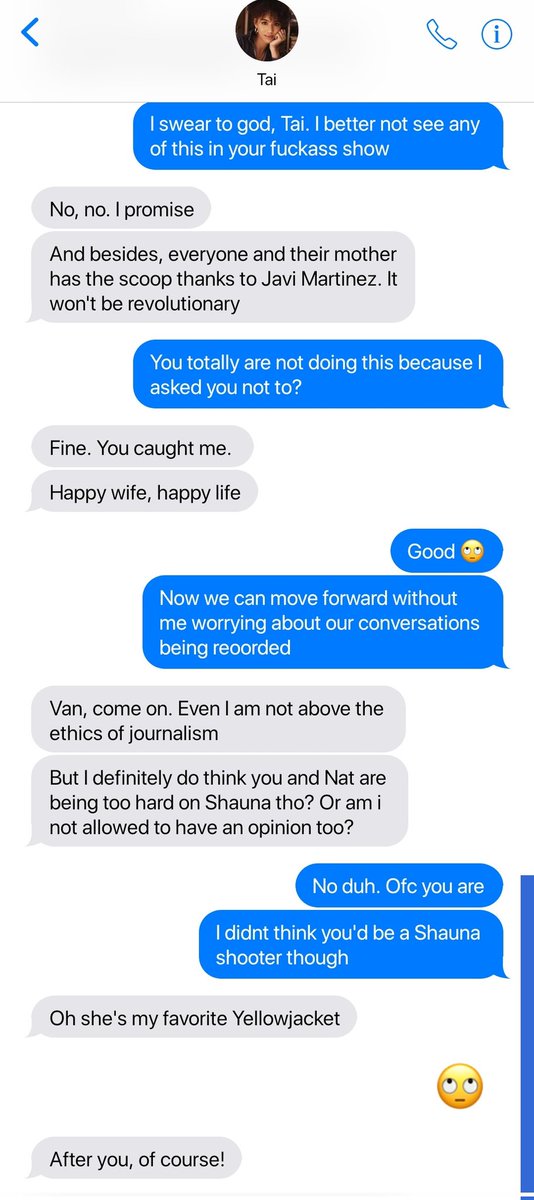 Tai
I swear to god, Tai. I better not see any
of this in your fuckass show
No, no. I promise
And besides, everyone and their mother
has the scoop thanks to Javi Martinez. It
won't be revolutionary
You totally are not doing this because I
asked you not to?
Fine. You caught me.
Happy wife, happy life
Good 🙄
Now we can move forward without
me worrying about our conversations
being reoorded
Van, come on. Even I am not above the
ethics of journalism
But I definitely do think you and Nat are
being too hard on Shauna tho? Or am i
not allowed to have an opinion too?
No duh. Ofc you are
I didnt think you'd be a Shauna
shooter though
Oh she's my favorite Yellowjacket
🙄
After you, of course!